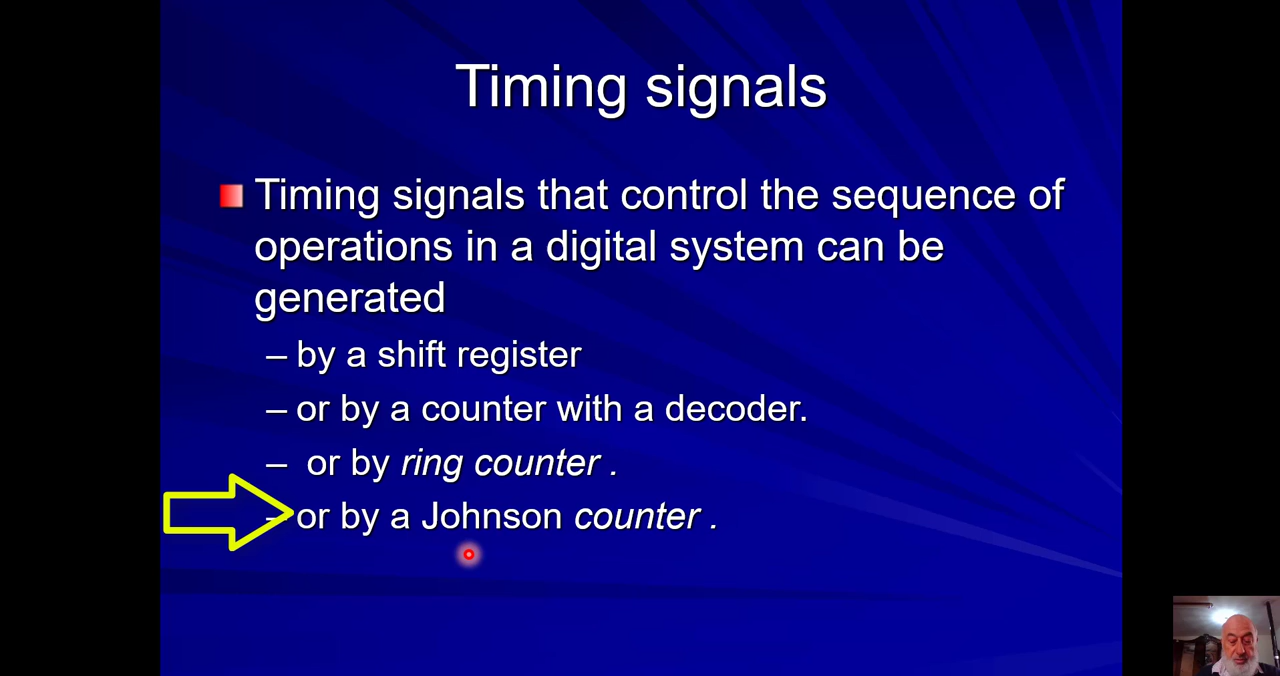 Timing signals
Timing signals that control the sequence of
operations in a digital system can be
generated
– by a shift register
– or by a counter with a decoder.
– or by ring counter .
– or by a Johnson counter .